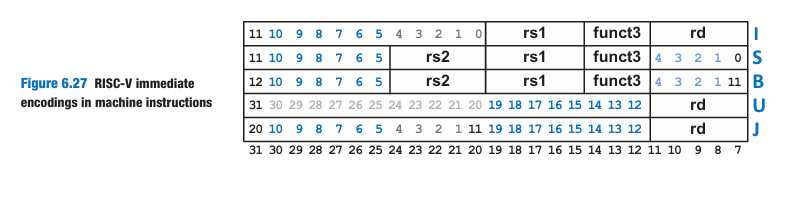 11 10 9 8 7 6 5 4 3 2 1 0 rs1 funct3 rd I
11 10 9 8 7 6 5 rs2 rs1 funct3 4 3 2 1 0 S
12 10 9 8 7 6 5 rs2 rs1 funct3 4 3 2 1 11 B
31 30 29 28 27 26 25 24 23 22 21 20 19 18 17 16 15 14 13 12 rd U
20 10 9 8 7 6 5 4 3 2 1 11 19 18 17 16 15 14 13 12 rd J
31 30 29 28 27 26 25 24 23 22 21 20 19 18 17 16 15 14 13 12 11 10 9 8 7
Figure 6.27 RISC-V immediate
encodings in machine instructions